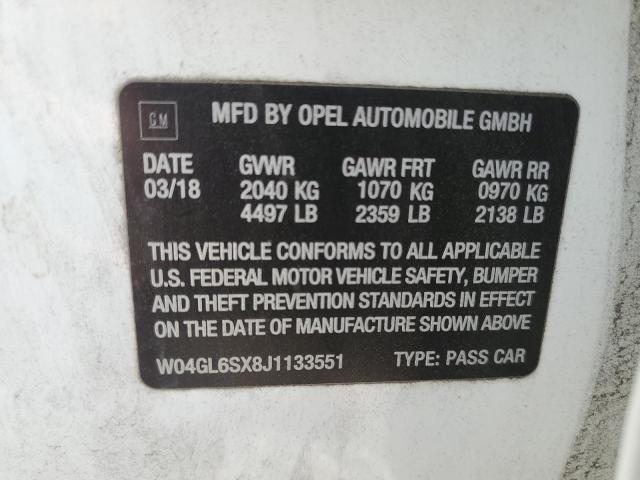 GM MFD BY OPEL AUTOMOBILE GMBH
DATE GVWR GAWR FRT GAWR RR
03/18 2040 KG 1070 KG 0970 KG
4497 LB 2359 LB 2138 LB
THIS VEHICLE CONFORMS TO ALL APPLICABLE
U.S. FEDERAL MOTOR VEHICLE SAFETY, BUMPER
AND THEFT PREVENTION STANDARDS IN EFFECT
ON THE DATE OF MANUFACTURE SHOWN ABOVE
W04GL6SX8J1133551 TYPE: PASS CAR